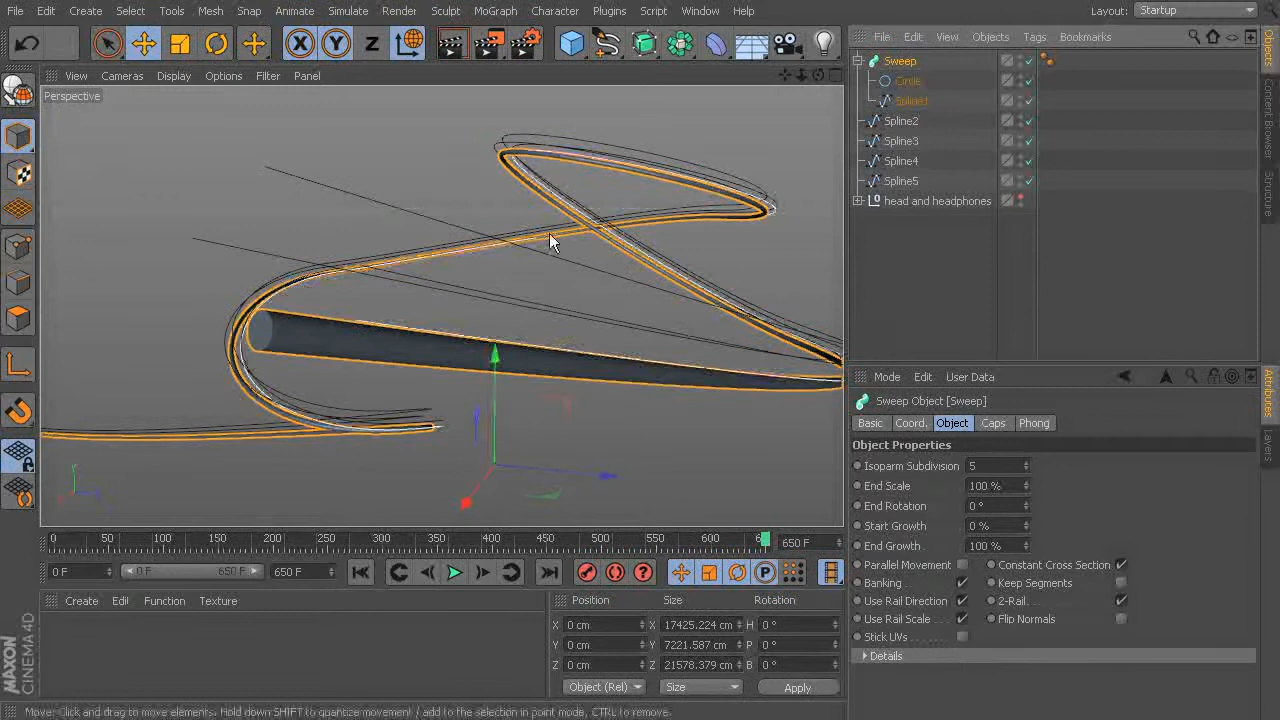 File Edit Create Select Tools Mesh Snap Animate Simulate Render Sculpt MoGraph Character Plugins Script Window Help Layout: Startup
X Y Z
File Edit View Objects Tags Bookmarks
View Cameras Display Options Filter Panel
Perspective
Sweep
Circle
Spline1
Spline2
Spline3
Spline4
Spline5
head and headphones
Objects
Content Browser
Structure
Mode Edit User Data
Sweep Object [Sweep]
Basic Coord. Object Caps Phong
Object Properties
Isoparm Subdivision 5
End Scale 100 %
End Rotation 0 °
Start Growth 0 %
End Growth 100 %
Parallel Movement Constant Cross Section
Banking Keep Segments
Use Rail Direction 2-Rail
Use Rail Scale Flip Normals
Stick UVs
Details
Attributes
Layers
0 50 100 150 200 250 300 350 400 450 500 550 600 650 F
0 F 0 F 650 F 650 F
Create Edit Function Texture
Position Size Rotation
X 0 cm X 17425.224 cm H 0 °
Y 0 cm Y 7221.587 cm P 0 °
Z 0 cm Z 21578.379 cm B 0 °
Object (Rel) Size Apply
MAXON
CINEMA 4D
Move: Click and drag to move elements. Hold down SHIFT to quantize movement / add to the selection in point mode, CTRL to remove.